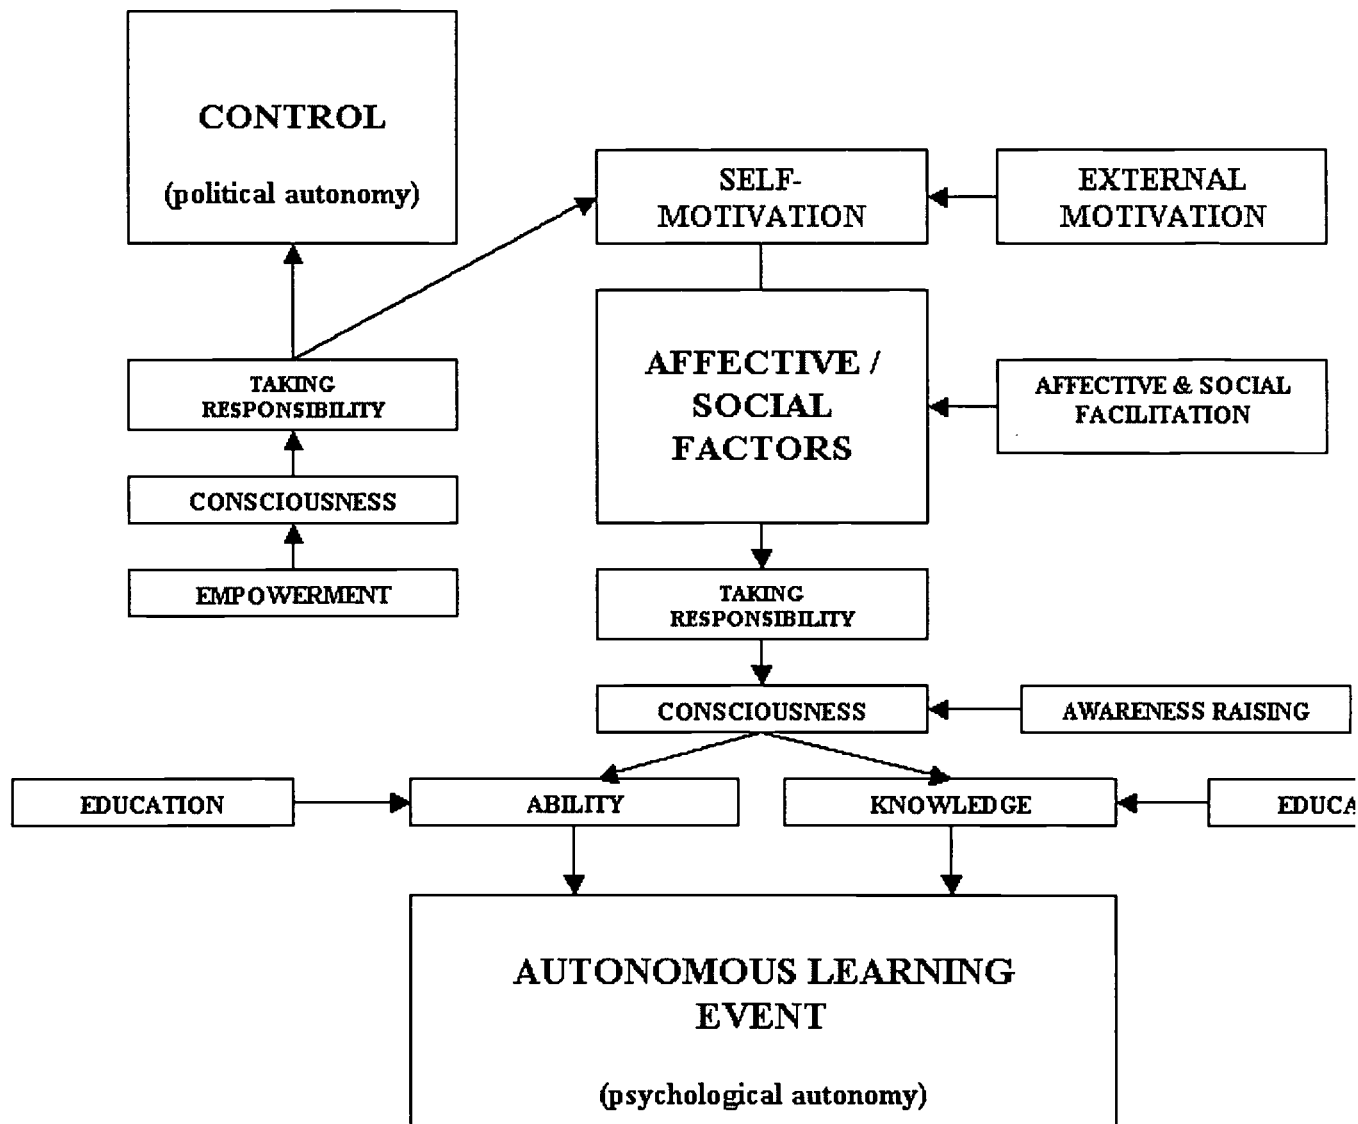 CONTROL
(political autonomy)
SELF-
MOTIVATION
EXTERNAL
MOTIVATION
AFFECTIVE /
SOCIAL
FACTORS
AFFECTIVE & SOCIAL
FACILITATION
TAKING
RESPONSIBILITY
CONSCIOUSNESS
EMPOWERMENT
TAKING
RESPONSIBILITY
CONSCIOUSNESS
AWARENESS RAISING
EDUCATION
ABILITY
KNOWLEDGE
EDUCA
AUTONOMOUS LEARNING
EVENT
(psychological autonomy)